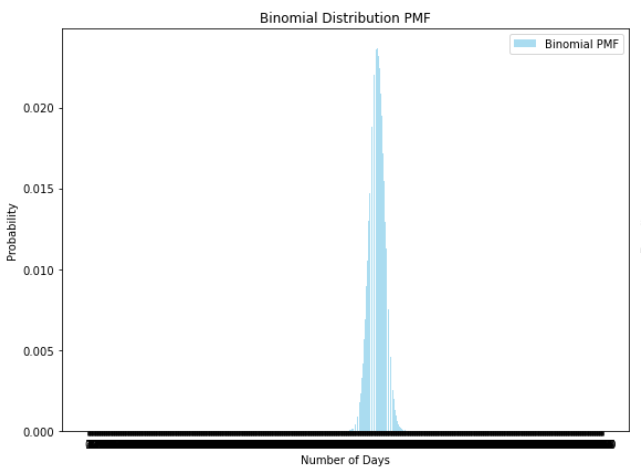 Binomial Distribution PMF
Binomial PMF
0.020
0.015
0.010
0.005
0.000
Probability
Number of Days